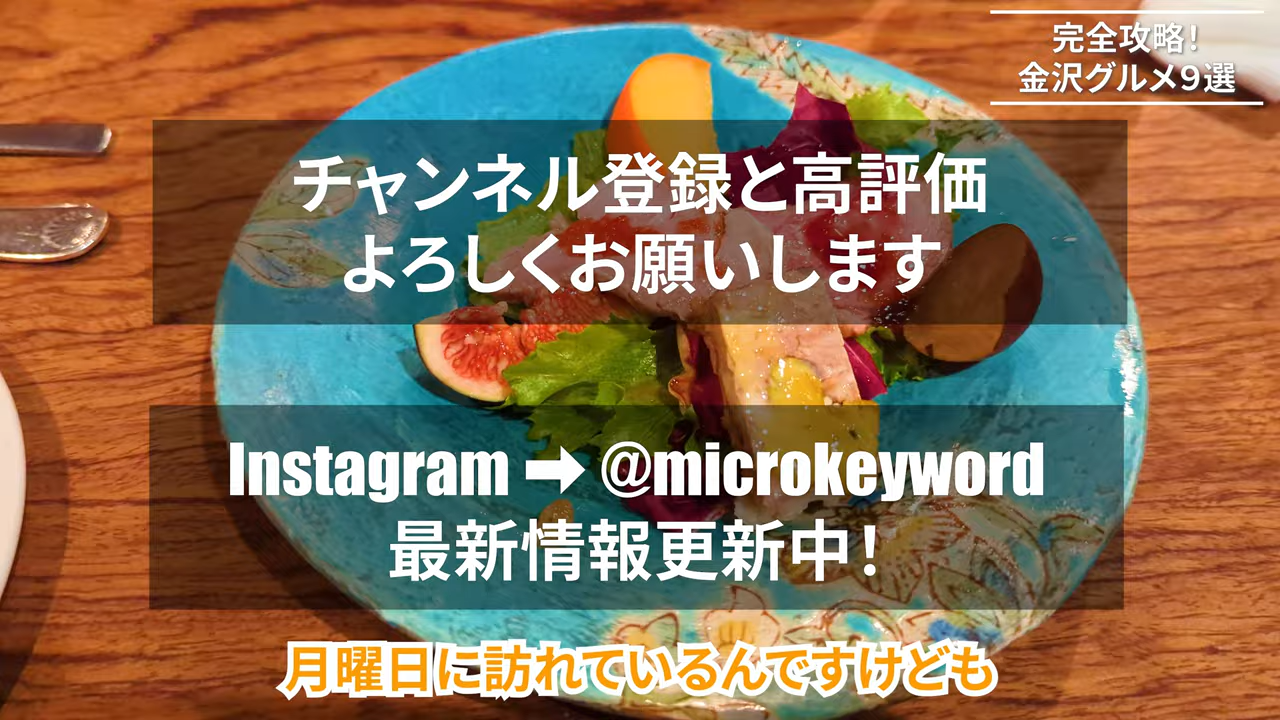 完全攻略！
金沢グルメ9選
チャンネル登録と高評価
よろしくお願いします
Instagram ➡ @microkeyword
最新情報更新中！
月曜日に訪れているんですけども